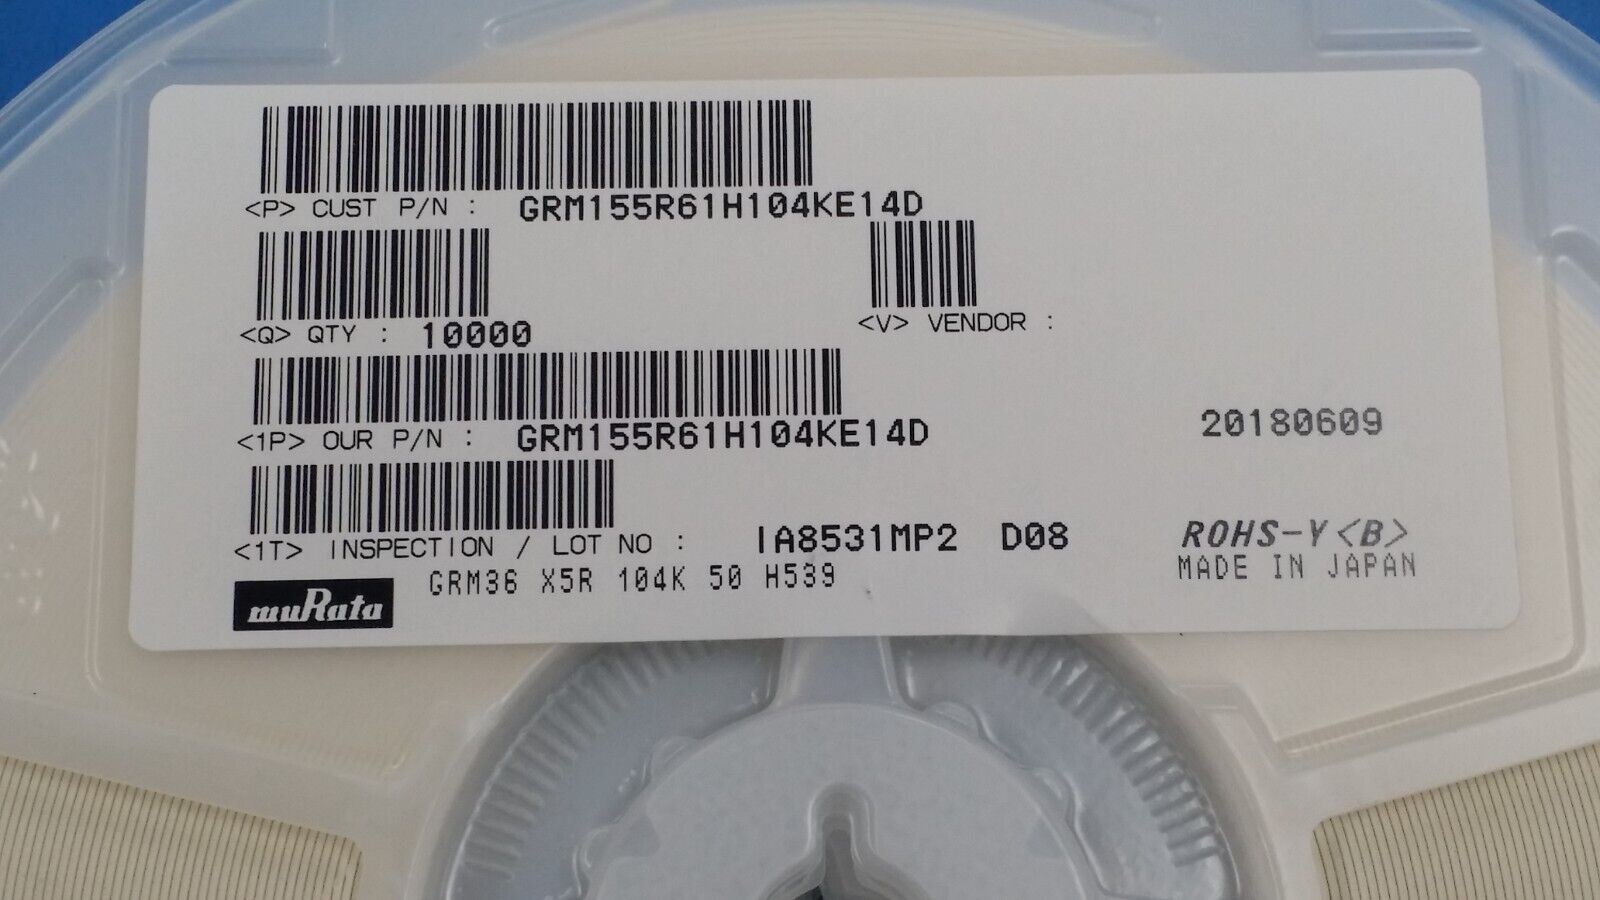 <P> CUST P/N : GRM155R61H104KE14D
<Q> QTY : 10000
<V> VENDOR :
<1P> OUR P/N : GRM155R61H104KE14D
20180609
<1T> INSPECTION / LOT NO : IA8531MP2 D08
ROHS-Y<B>
muRata GRM36 X5R 104K 50 H539
MADE IN JAPAN